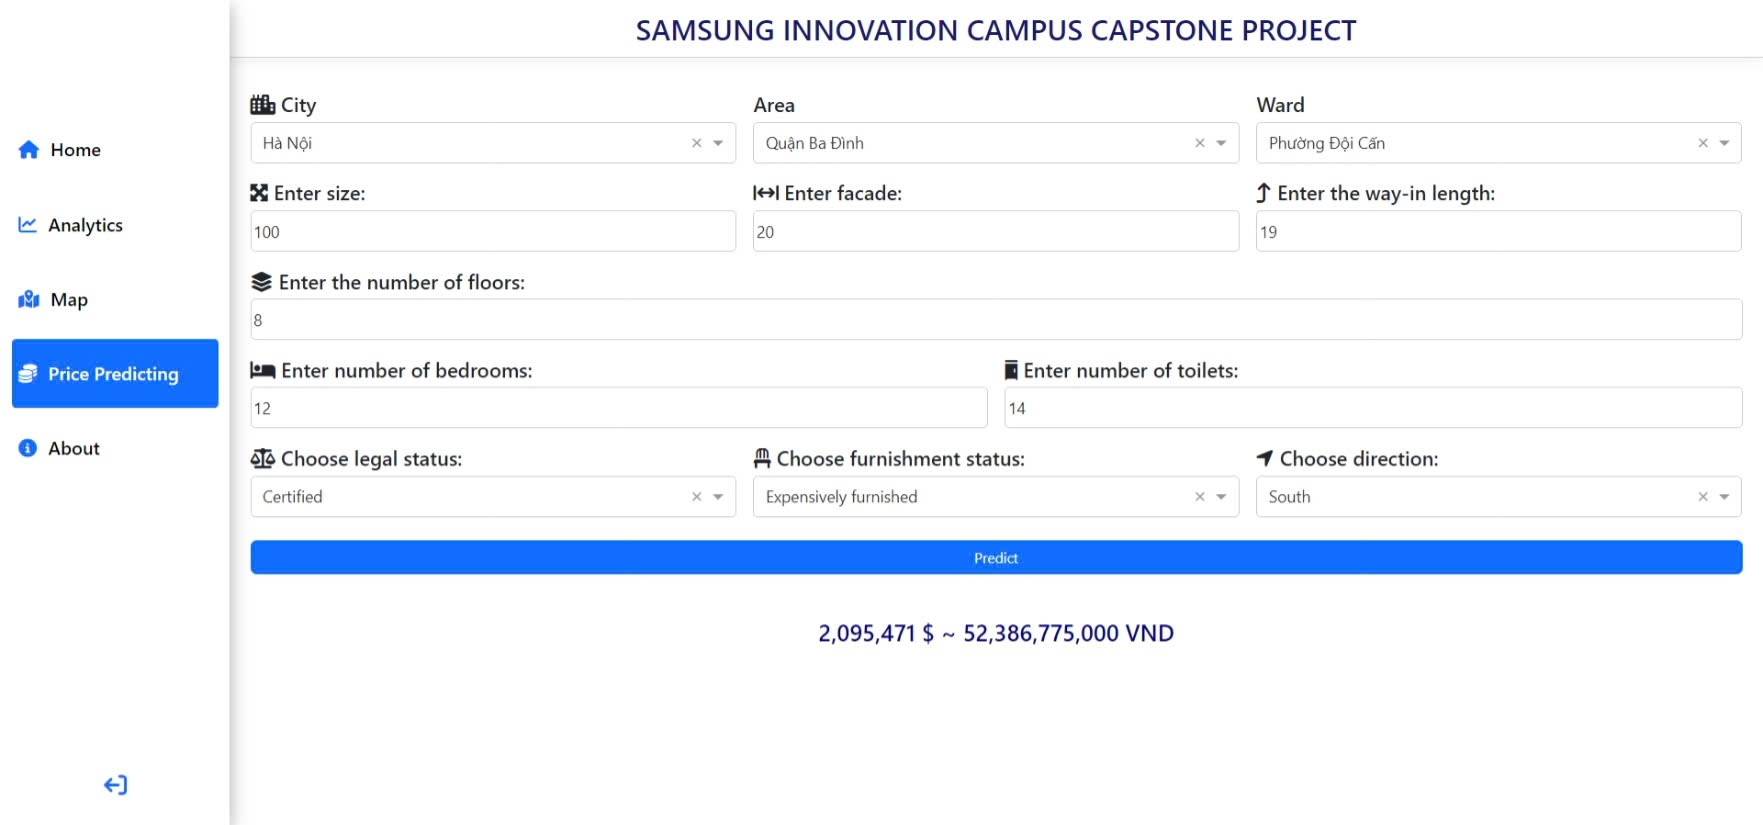 SAMSUNG INNOVATION CAMPUS CAPSTONE PROJECT
Home
Analytics
Map
Price Predicting
About
City
Area
Ward
Hà Nội
Quận Ba Đình
Phường Đội Cấn
Enter size:
Enter facade:
Enter the way-in length:
100
20
19
Enter the number of floors:
8
Enter number of bedrooms:
Enter number of toilets:
12
14
Choose legal status:
Choose furnishment status:
Choose direction:
Certified
Expensively furnished
South
Predict
2,095,471 $ ~ 52,386,775,000 VND